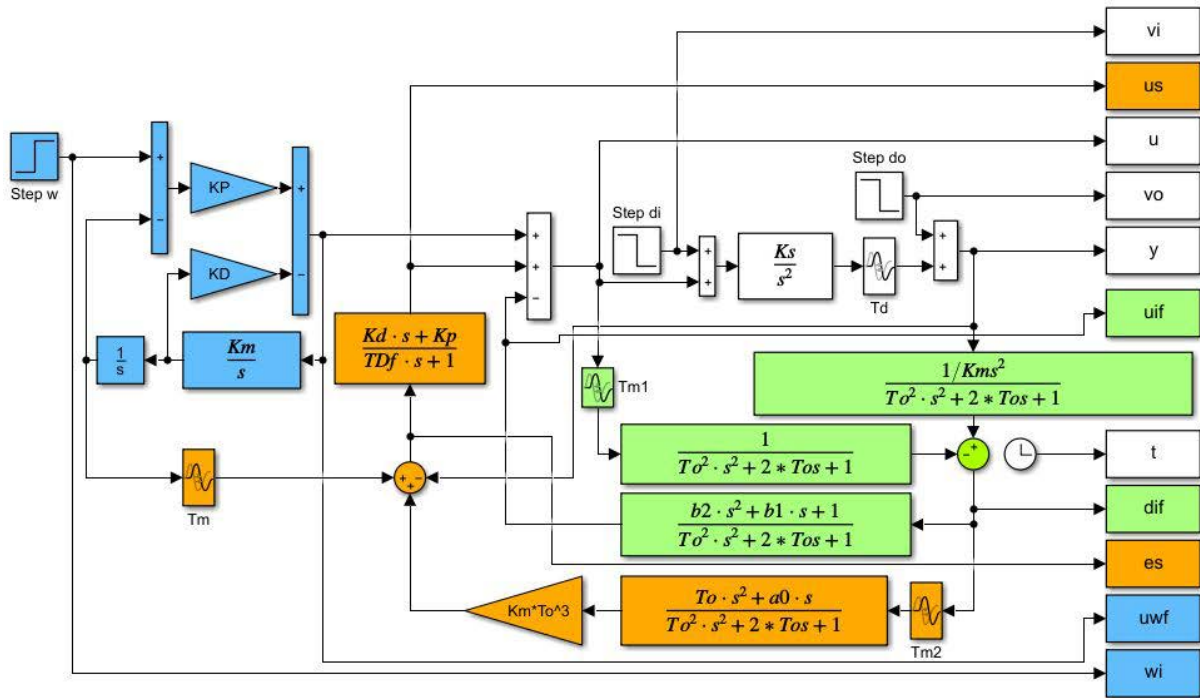 vi
us
u
Step do
vo
Step w
+
−
KP
+
−
KD
Step di
+
+
−
+
+
Ks
s²
Td
+
+
y
uif
1
s
Km
s
Kd · s + Kp
TDf · s + 1
Tm1
1/Kms²
To² · s² + 2 * Tos + 1
1
To² · s² + 2 * Tos + 1
− +
t
Tm
+ + −
b2 · s² + b1 · s + 1
To² · s² + 2 * Tos + 1
dif
es
Km*To^3
To · s² + a0 · s
To² · s² + 2 * Tos + 1
Tm2
uwf
wi